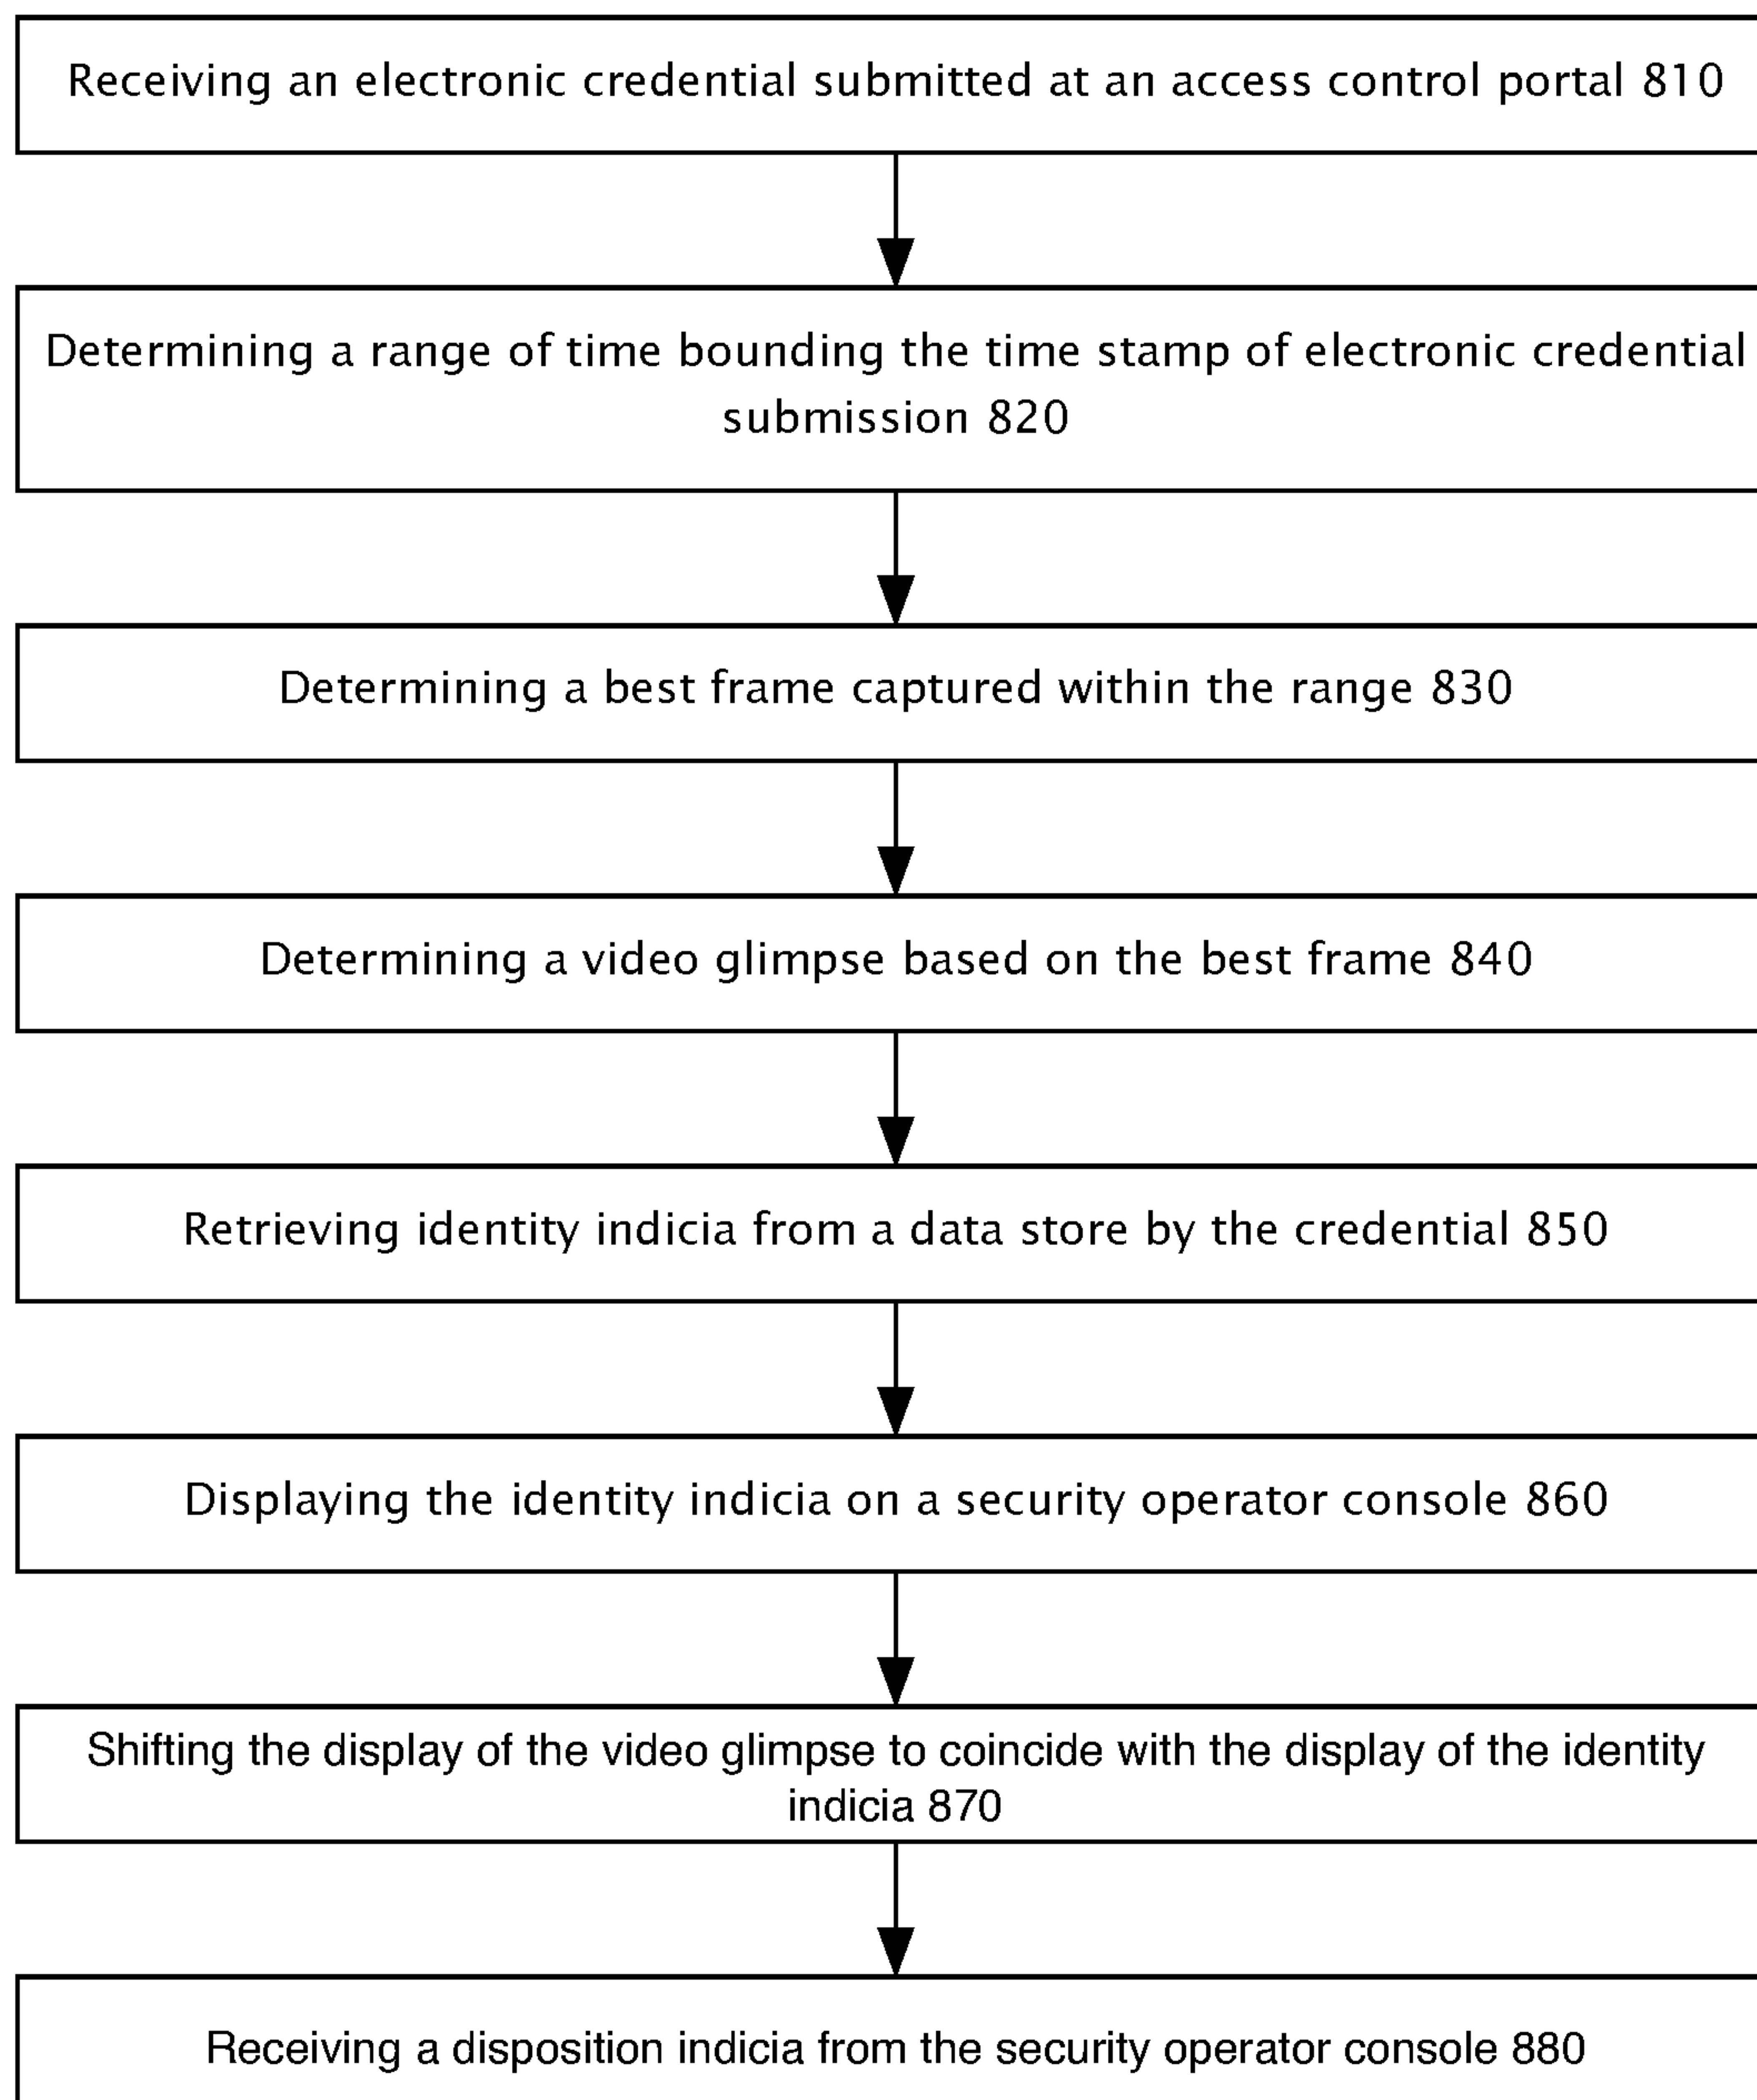 Receiving an electronic credential submitted at an access control portal 810
Determining a range of time bounding the time stamp of electronic credential
submission 820
Determining a best frame captured within the range 830
Determining a video glimpse based on the best frame 840
Retrieving identity indicia from a data store by the credential 850
Displaying the identity indicia on a security operator console 860
Shifting the display of the video glimpse to coincide with the display of the identity
indicia 870
Receiving a disposition indicia from the security operator console 880